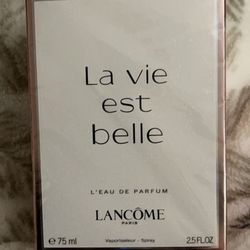 La vie
est
belle
L'EAU DE PARFUM
LANCÔME
PARIS
e 75 ml Vaporisateur - Spray 2.5 FL.OZ